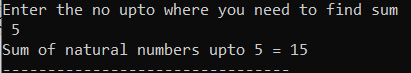 Enter the no upto where you need to find sum
5
Sum of natural numbers upto 5 = 15
--------------------------------